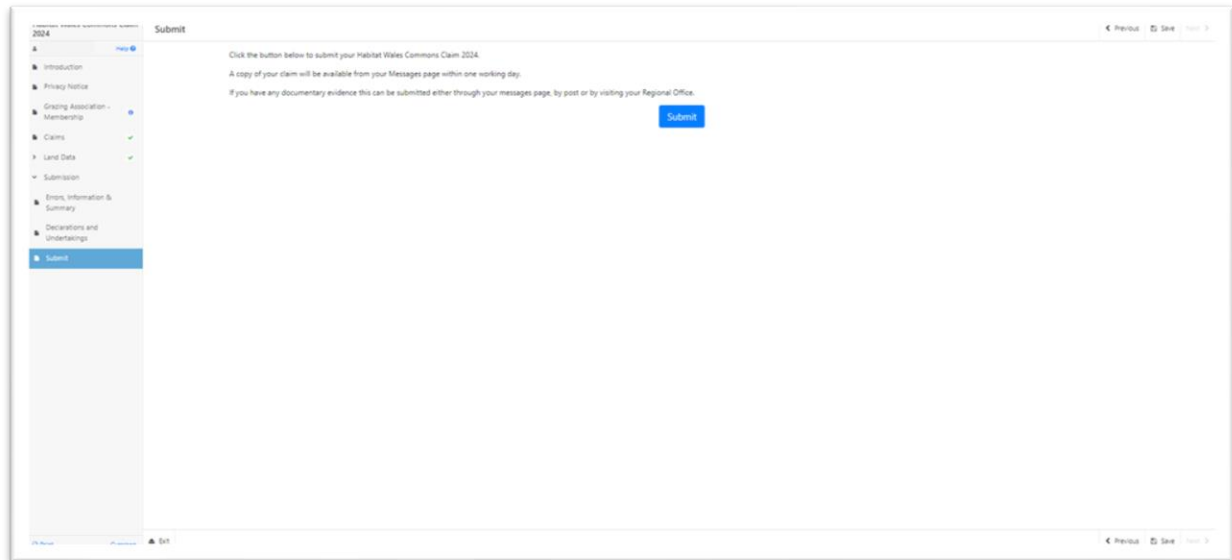 2024
Submit
Previous Save Next
Help
Introduction
Privacy Notice
Grazing Association -
Membership
Claims
Land Data
Submission
Errors, Information &
Summary
Declarations and
Undertakings
Submit
Click the button below to submit your Habitat Wales Commons Claim 2024.
A copy of your claim will be available from your Messages page within one working day.
If you have any documentary evidence this can be submitted either through your messages page, by post or by visiting your Regional Office.
Submit
Exit
Previous Save Next